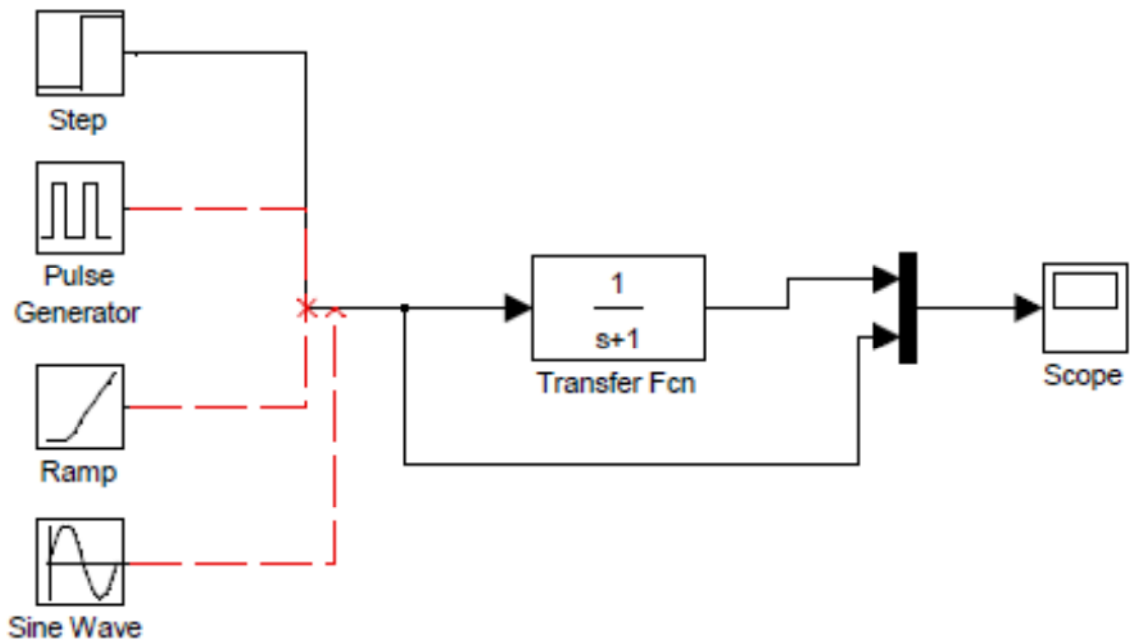 Step
Pulse
Generator
Ramp
Sine Wave
1
s+1
Transfer Fcn
Scope